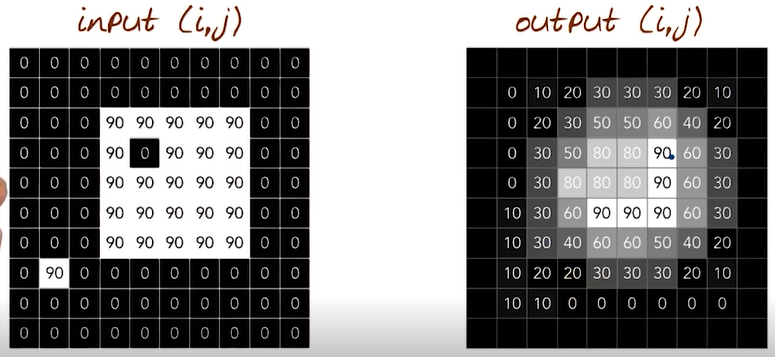 input (i,j) output (i,j)
0 0 0 0 0 0 0 0 0 0
0 0 0 0 0 0 0 0 0 0 0 10 20 30 30 30 20 10
0 0 0 90 90 90 90 90 0 0 0 20 30 50 50 60 40 20
0 0 0 90 0 90 90 90 0 0 0 30 50 80 80 90 60 30
0 0 0 90 90 90 90 90 0 0 0 30 80 80 80 90 60 30
0 0 0 90 90 90 90 90 0 0 10 30 60 90 90 90 60 30
0 0 0 90 90 90 90 90 0 0 10 30 40 60 60 50 40 20
0 90 0 0 0 0 0 0 0 0 10 20 20 30 30 30 20 10
0 0 0 0 0 0 0 0 0 0 10 10 0 0 0 0 0 0
0 0 0 0 0 0 0 0 0 0